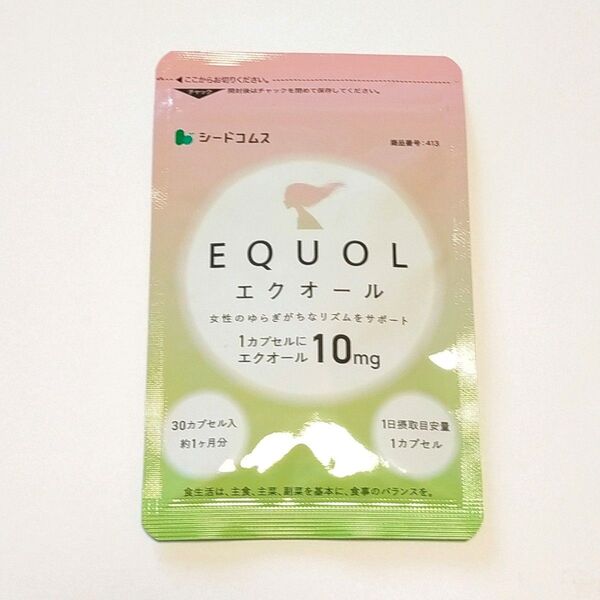 ここからお切りください。
チャック 開封後はチャックを閉めて保存してください。
シードコムス
商品番号:413
EQUOL
エクオール
女性のゆらぎがちなリズムをサポート
1カプセルに
エクオール 10mg
30カプセル入
約1ヶ月分
1日摂取目安量
1カプセル
食生活は、主食、主菜、副菜を基本に、食事のバランスを。